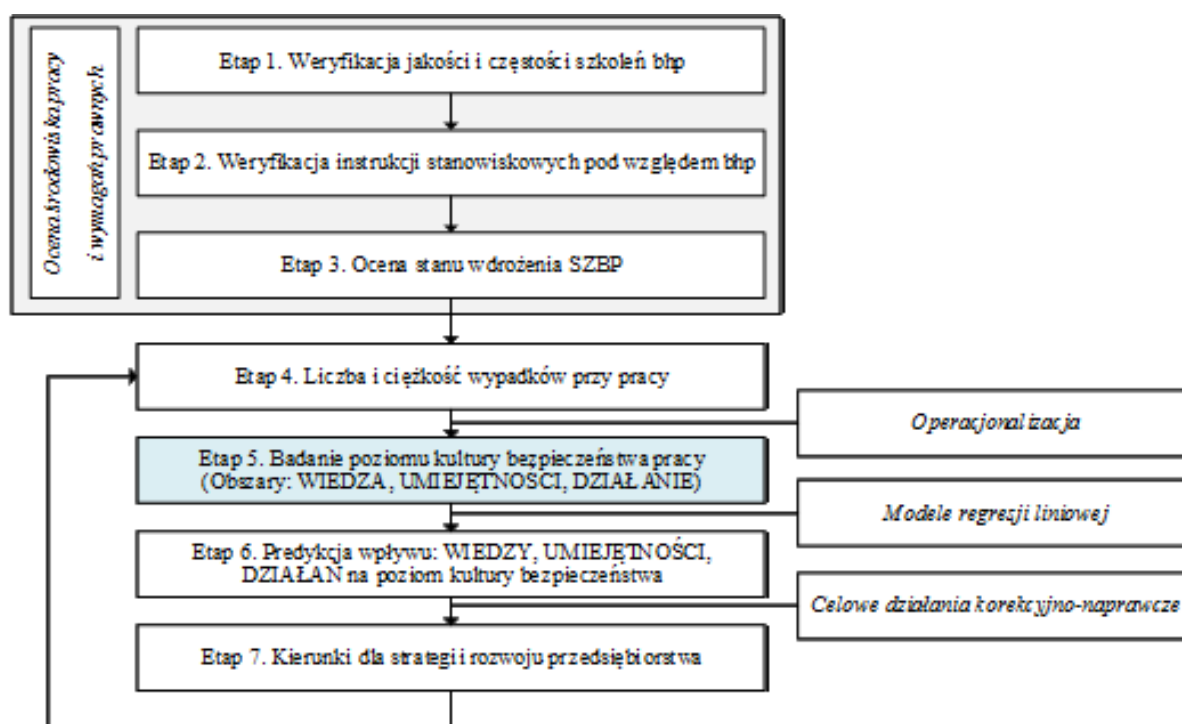 Ocena środowiska pracy
i wymagań prawnych
Etap 1. Weryfikacja jakości i częstości szkoleń bhp
Etap 2. Weryfikacja instrukcji stanowiskowych pod względem bhp
Etap 3. Ocena stanu wdrożenia SZBP
Etap 4. Liczba i ciężkość wypadków przy pracy
Operacjonalizacja
Etap 5. Badanie poziomu kultury bezpieczeństwa pracy
(Obszary: WIEDZA, UMIEJĘTNOŚCI, DZIAŁANIE)
Modele regresji liniowej
Etap 6. Predykcja wpływu: WIEDZY, UMIEJĘTNOŚCI,
DZIAŁAŃ na poziom kultury bezpieczeństwa
Celowe działania korekcyjno-naprawcze
Etap 7. Kierunki dla strategii rozwoju przedsiębiorstwa